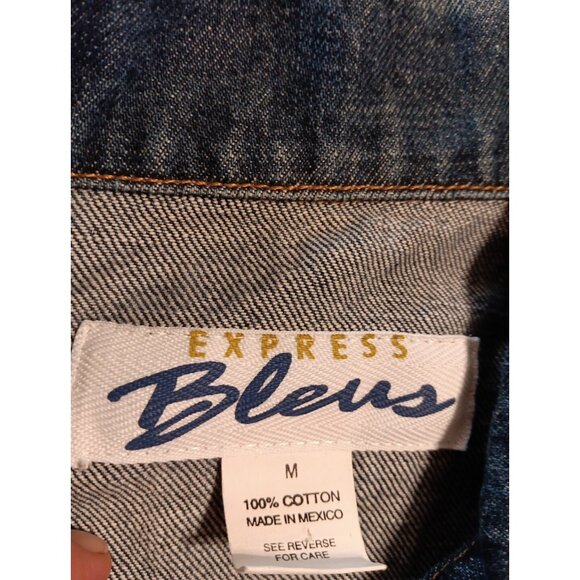 EXPRESS
Bleus
M
100% COTTON
MADE IN MEXICO
SEE REVERSE
FOR CARE